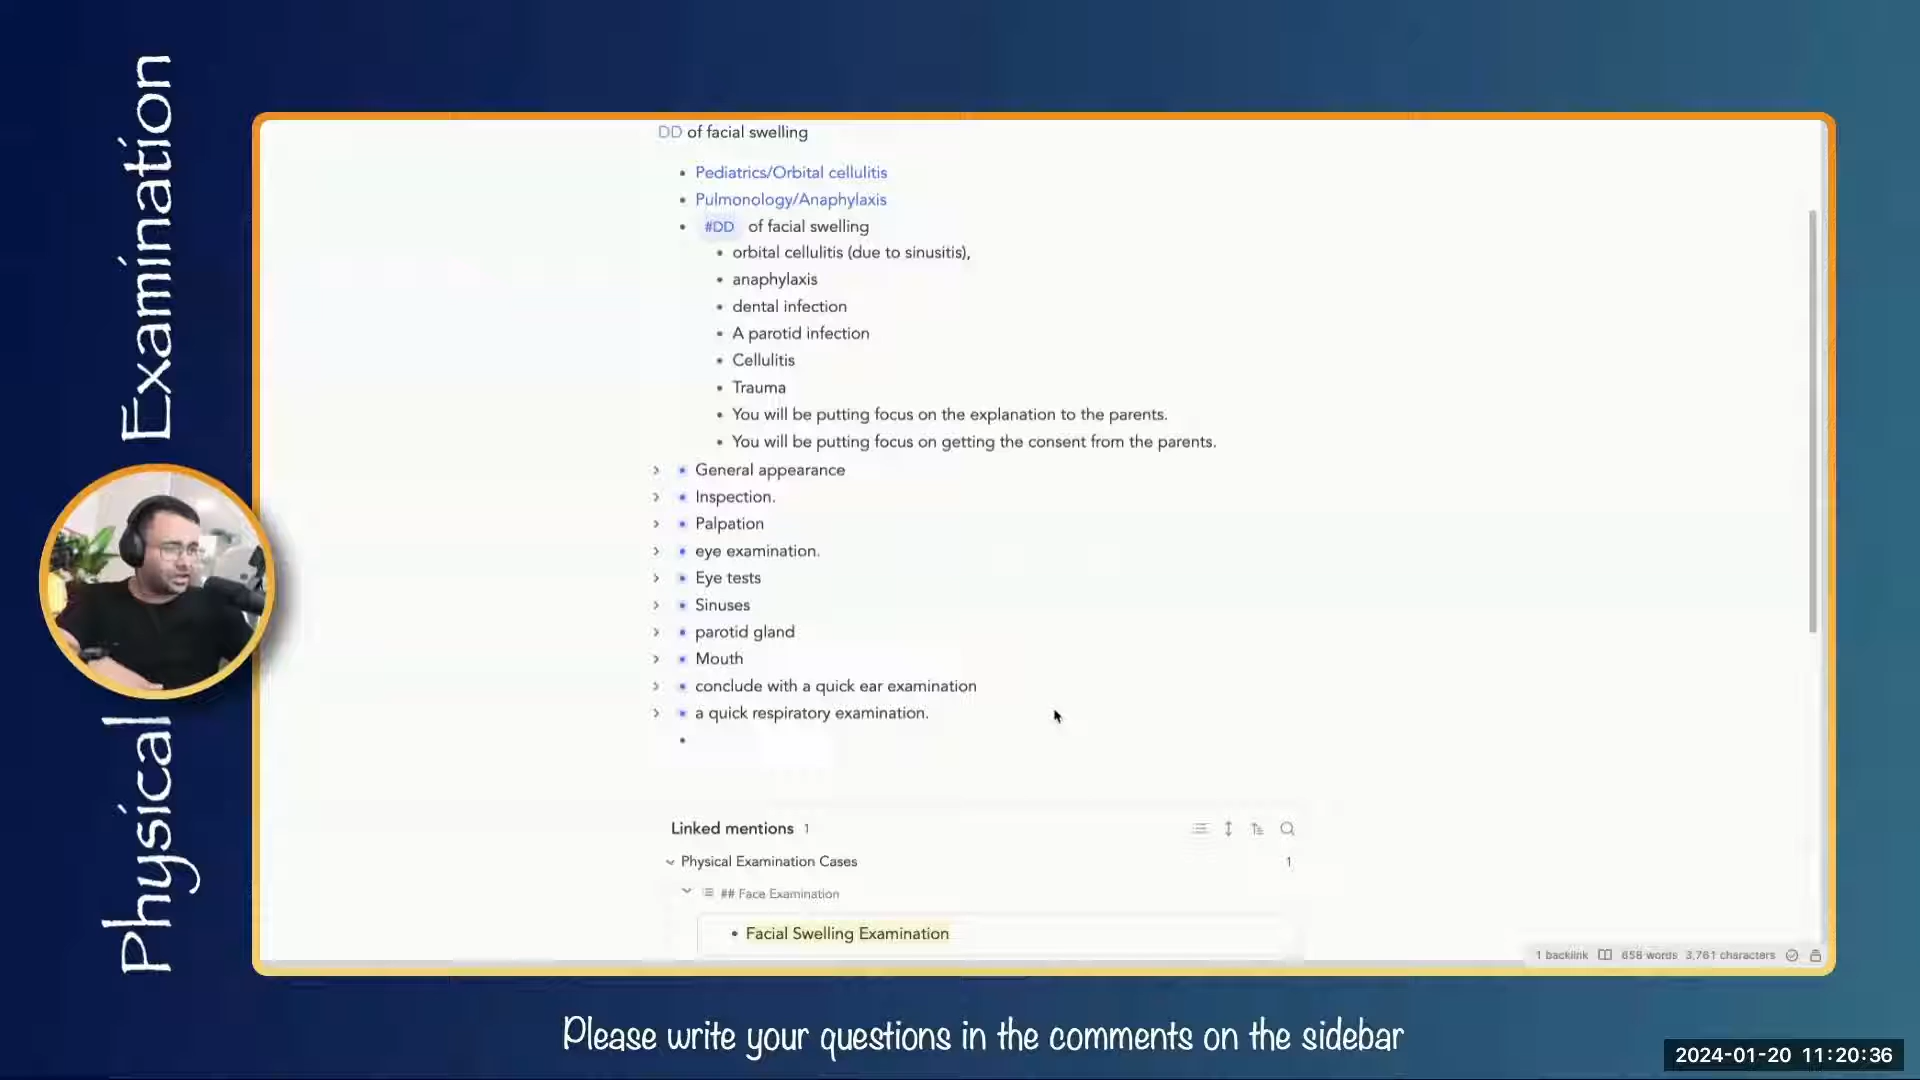 Physical Examination
DD of facial swelling
Pediatrics/Orbital cellulitis
Pulmonology/Anaphylaxis
#DD of facial swelling
orbital cellulitis (due to sinusitis),
anaphylaxis
dental infection
A parotid infection
Cellulitis
Trauma
You will be putting focus on the explanation to the parents.
You will be putting focus on getting the consent from the parents.
General appearance
Inspection.
Palpation
eye examination.
Eye tests
Sinuses
parotid gland
Mouth
conclude with a quick ear examination
a quick respiratory examination.
Linked mentions 1
Physical Examination Cases 1
## Face Examination
Facial Swelling Examination
1 backlink 658 words 3,761 characters
Please write your questions in the comments on the sidebar
2024-01-20 11:20:36